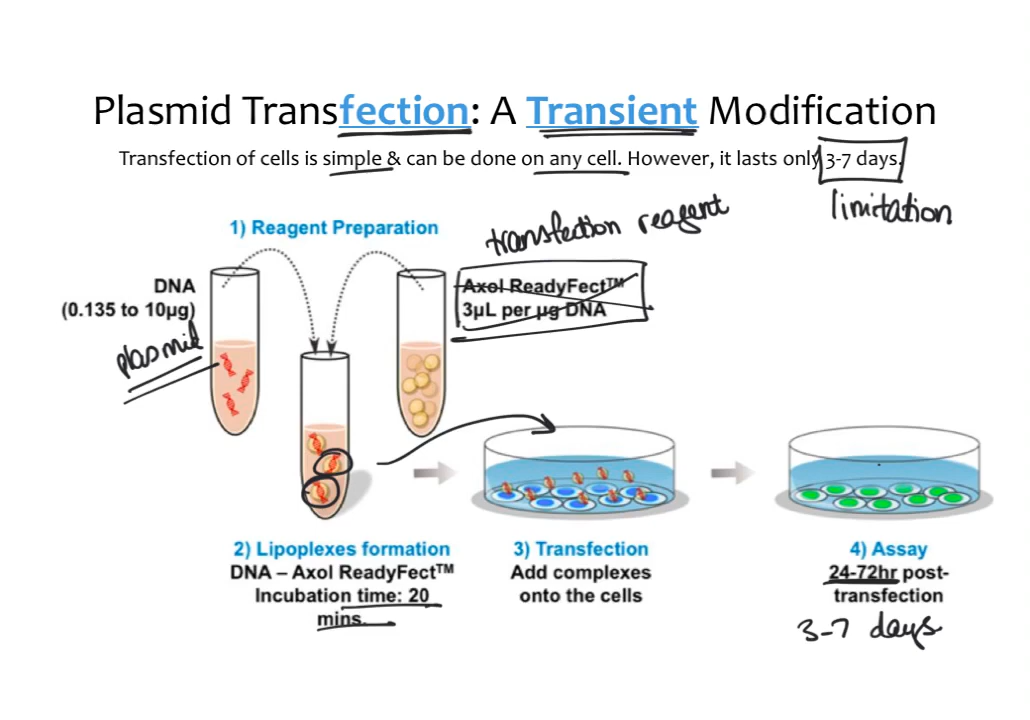 Plasmid Transfection: A Transient Modification
Transfection of cells is simple & can be done on any cell. However, it lasts only 3-7 days.
limitation
transfection reagent
1) Reagent Preparation
DNA
(0.135 to 10µg)
plasmid
Axol ReadyFect™
3µL per µg DNA
2) Lipoplexes formation
DNA – Axol ReadyFect™
Incubation time: 20
mins.
3) Transfection
Add complexes
onto the cells
4) Assay
24-72hr post-
transfection
3-7 days